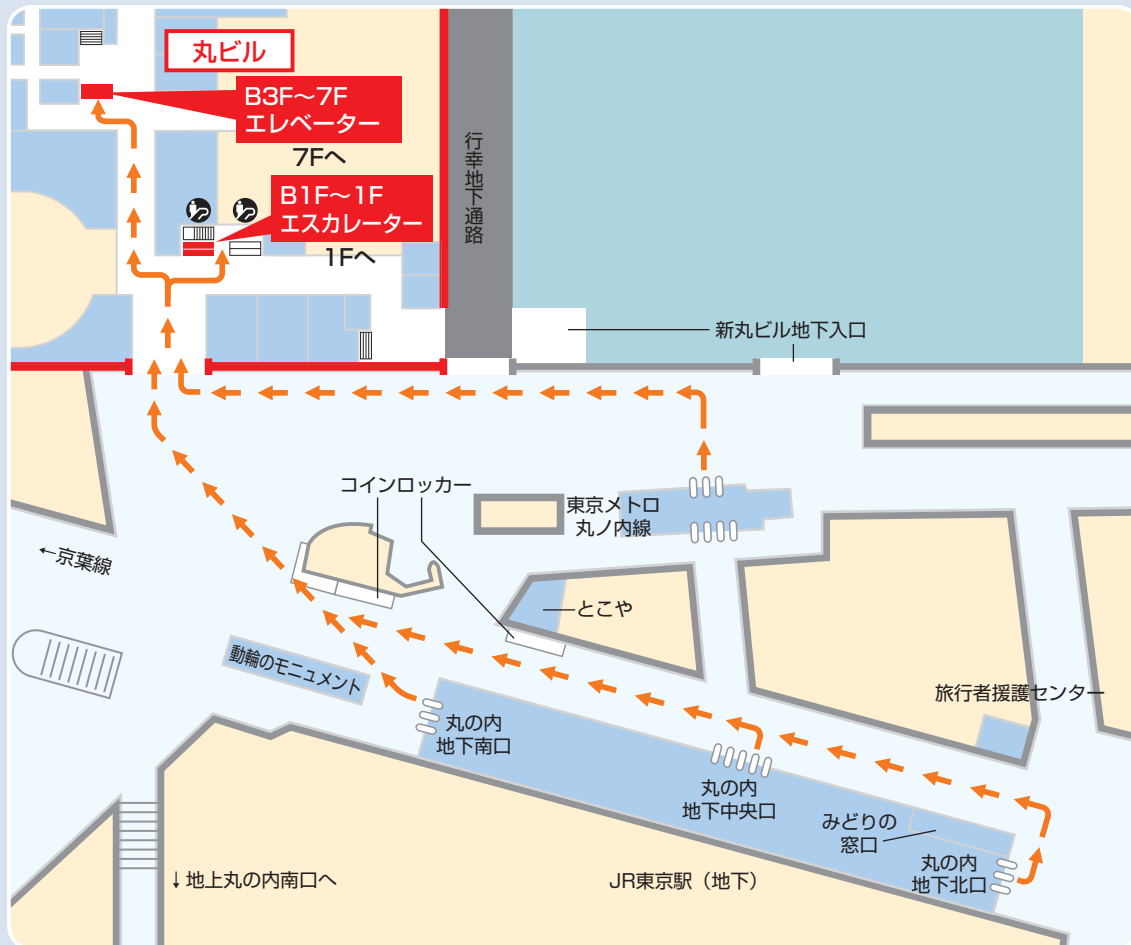 丸ビル
B3F～7F
エレベーター
7Fへ
B1F～1F
エスカレーター
1Fへ
行幸地下通路
新丸ビル地下入口
コインロッカー
東京メトロ
丸ノ内線
←京葉線
とこや
動輪のモニュメント
旅行者援護センター
丸の内
地下南口
丸の内
地下中央口
みどりの
窓口
丸の内
地下北口
↓地上丸の内南口へ
JR東京駅（地下）